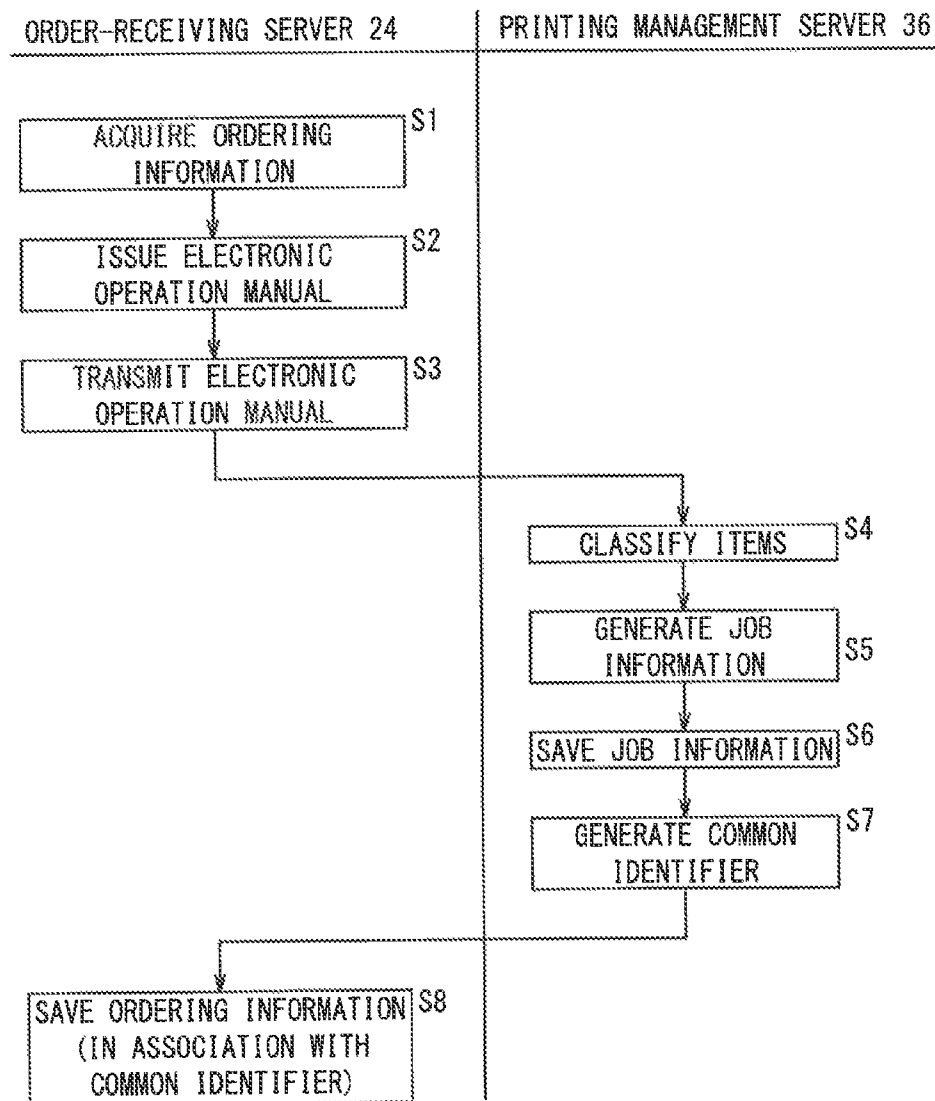 ORDER-RECEIVING SERVER 24
PRINTING MANAGEMENT SERVER 36
S1
ACQUIRE ORDERING
INFORMATION
S2
ISSUE ELECTRONIC
OPERATION MANUAL
S3
TRANSMIT ELECTRONIC
OPERATION MANUAL
S4
CLASSIFY ITEMS
GENERATE JOB
INFORMATION
S5
S6
SAVE JOB INFORMATION
S7
GENERATE COMMON
IDENTIFIER
SAVE ORDERING INFORMATION
S8
(IN ASSOCIATION WITH
COMMON IDENTIFIER)